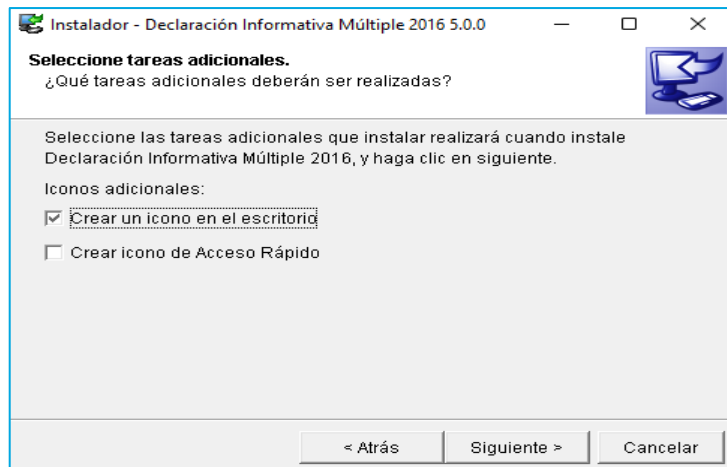 Instalador - Declaración Informativa Múltiple 2016 5.0.0
Seleccione tareas adicionales.
¿Qué tareas adicionales deberán ser realizadas?
Seleccione las tareas adicionales que instalar realizará cuando instale
Declaración Informativa Múltiple 2016, y haga clic en siguiente.
Iconos adicionales:
Crear un icono en el escritorio
Crear icono de Acceso Rápido
< Atrás
Siguiente >
Cancelar